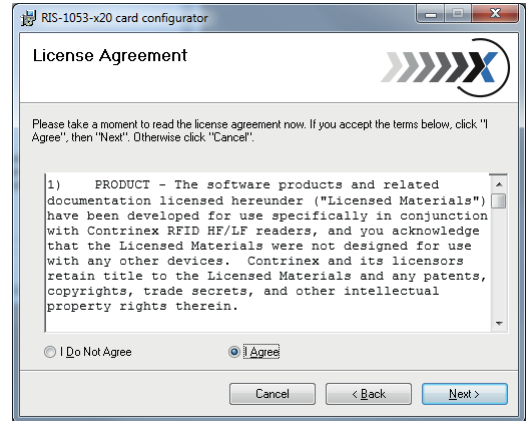 RIS-1053-x20 card configurator
License Agreement
Please take a moment to read the license agreement now. If you accept the terms below, click "I
Agree", then "Next". Otherwise click "Cancel".
1)     PRODUCT - The software products and related
documentation licensed hereunder ("Licensed Materials")
have been developed for use specifically in conjunction
with Contrinex RFID HF/LF readers, and you acknowledge
that the Licensed Materials were not designed for use
with any other devices.  Contrinex and its licensors
retain title to the Licensed Materials and any patents,
copyrights, trade secrets, and other intellectual
property rights therein.
I Do Not Agree
I Agree
Cancel
< Back
Next >